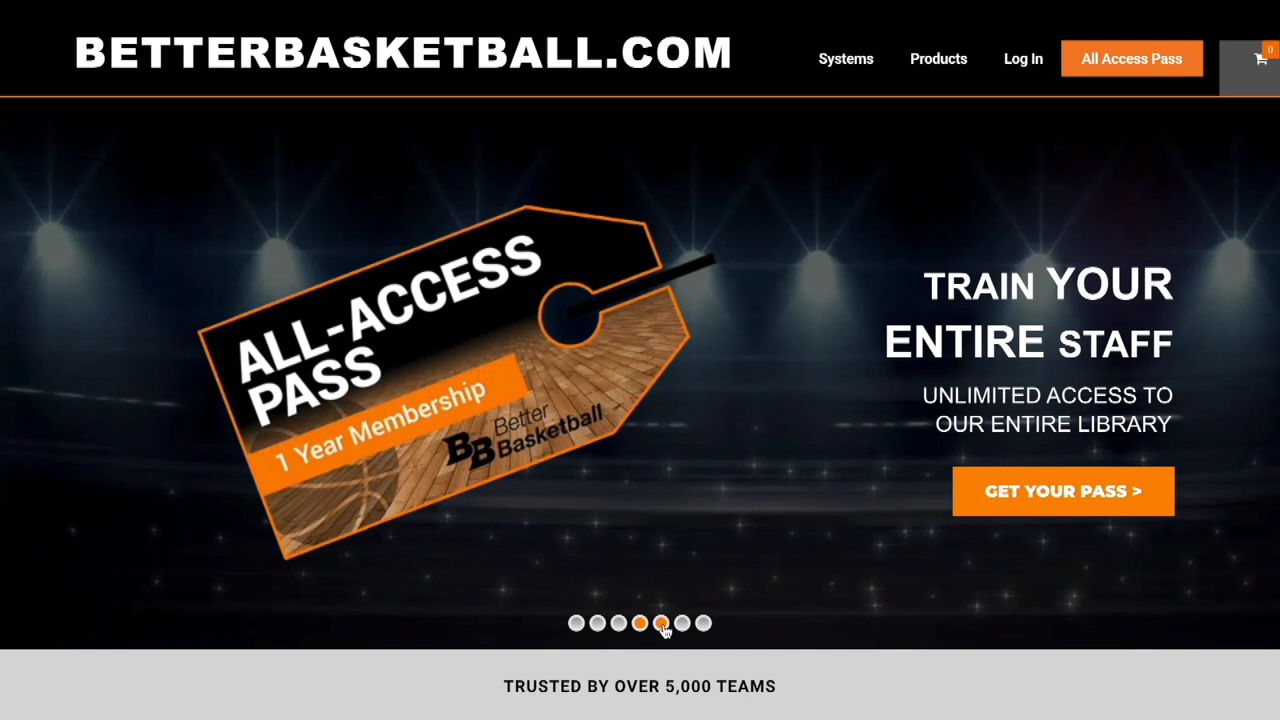 BETTERBASKETBALL.COM
Systems
Products
Log In
All Access Pass
0
ALL-ACCESS
PASS
1 Year Membership
BB Better
Basketball
TRAIN YOUR
ENTIRE STAFF
UNLIMITED ACCESS TO
OUR ENTIRE LIBRARY
GET YOUR PASS >
TRUSTED BY OVER 5,000 TEAMS